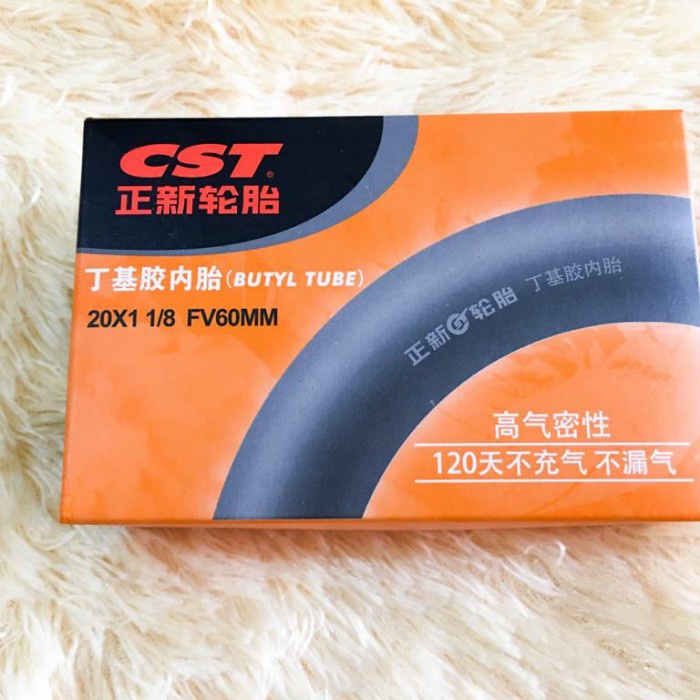 CST®
正新轮胎
丁基胶内胎(BUTYL TUBE)
20X1 1/8 FV60MM
正新轮胎 丁基胶内胎
高气密性
120天不充气 不漏气